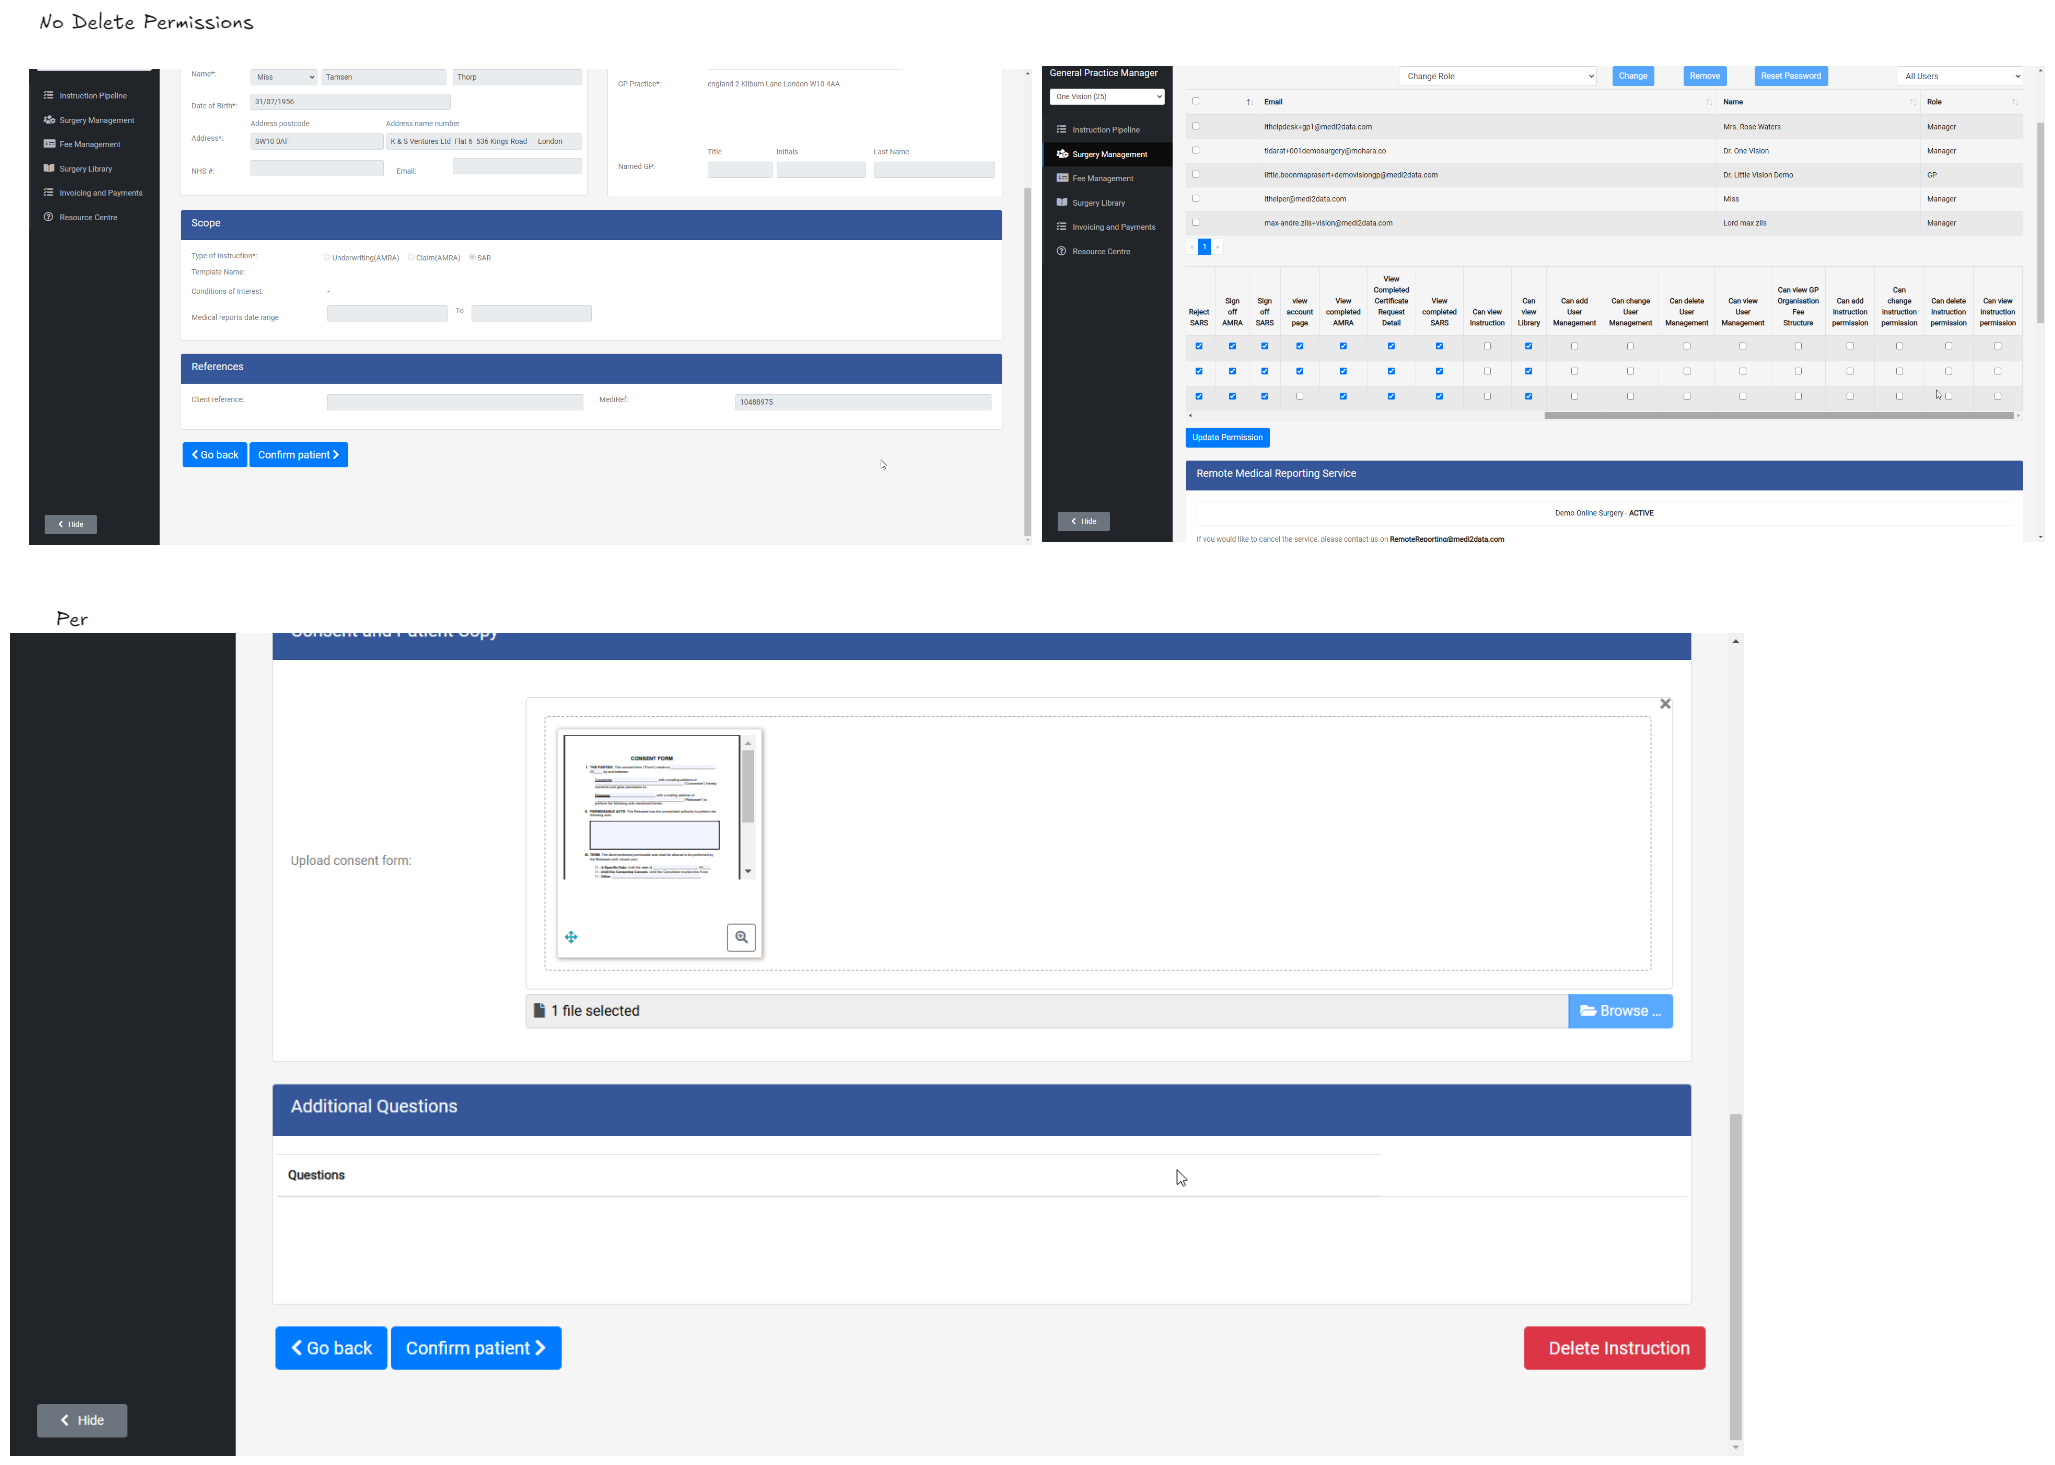 No Delete Permissions
Instruction Pipeline
Surgery Management
Fee Management
Surgery Library
Invoicing and Payments
Resource Centre
Hide
Name*:
Miss
Tamsen
Thorp
Date of Birth*:
31/07/1956
Address postcode
Address name number
Address*:
SW10 0AF
K & S Ventures Ltd Flat 6 536 Kings Road London
NHS #:
Email:
GP Practice*:
england 2 Kilburn Lane London W10 4AA
Title
Initials
Last Name
Named GP:
Scope
Type of Instruction*:
Underwriting(AMRA)
Claim(AMRA)
SAR
Template Name:
Conditions of Interest:
-
Medical reports date range
To
References
Client reference:
MediRef:
10488975
Go back
Confirm patient
General Practice Manager
One Vision (25)
Instruction Pipeline
Surgery Management
Fee Management
Surgery Library
Invoicing and Payments
Resource Centre
Hide
Change Role
Change
Remove
Reset Password
All Users
Email
Name
Role
ithelpdesk+gp1@medi2data.com
Mrs. Rose Waters
Manager
tidarat+001demosurgery@mohara.co
Dr. One Vision
Manager
little.boonmaprasert+demovisiongp@medi2data.com
Dr. Little Vision Demo
GP
ithelper@medi2data.com
Miss
Manager
max-andre.zils+vision@medi2data.com
Lord max zils
Manager
1
Reject SARS
Sign off AMRA
Sign off SARS
view account page
View completed AMRA
View Completed Certificate Request Detail
View completed SARS
Can view Instruction
Can view Library
Can add User Management
Can change User Management
Can delete User Management
Can view User Management
Can view GP Organisation Fee Structure
Can add instruction permission
Can change instruction permission
Can delete instruction permission
Can view instruction permission
Update Permission
Remote Medical Reporting Service
Demo Online Surgery - ACTIVE
If you would like to cancel the service, please contact us on RemoteReporting@medi2data.com
Per
Consent and Patient Copy
Upload consent form:
CONSENT FORM
1 file selected
Browse ...
Additional Questions
Questions
Go back
Confirm patient
Delete Instruction
Hide